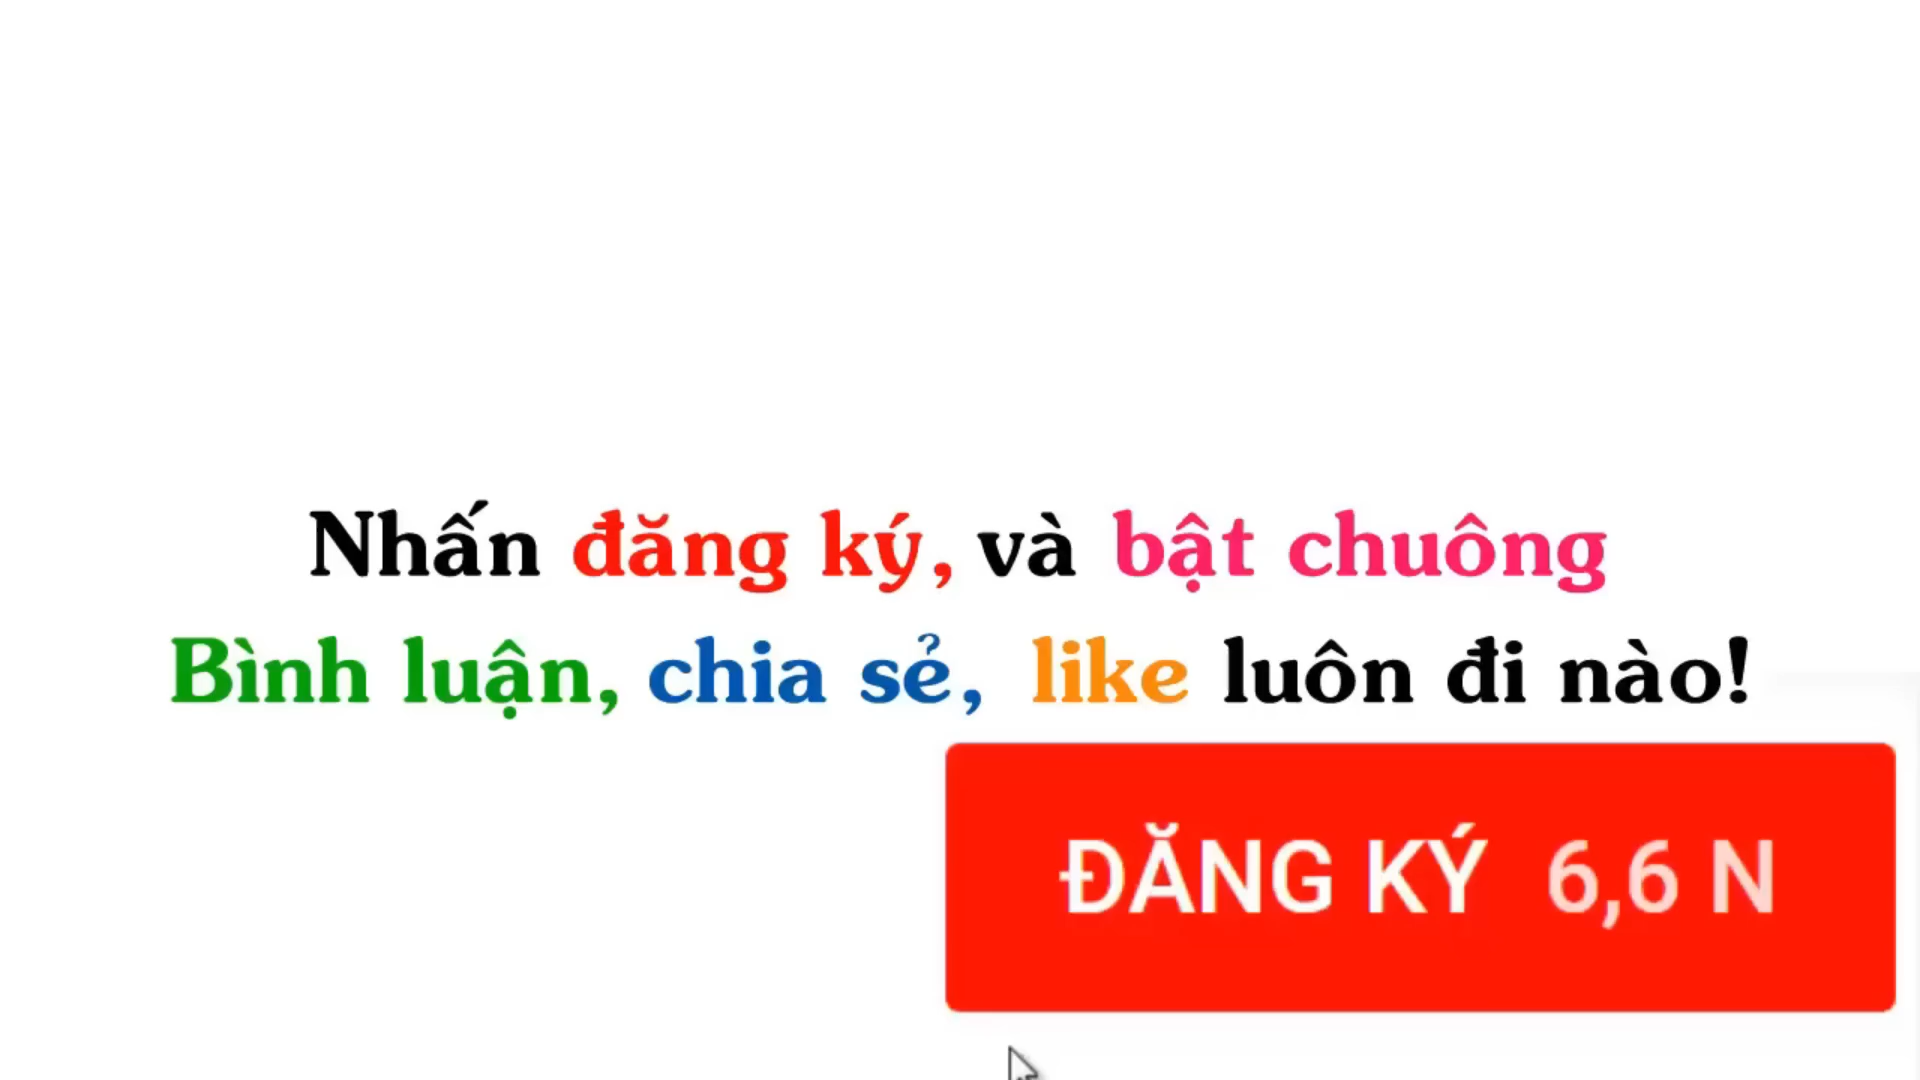 Nhấn đăng ký, và bật chuông
Bình luận, chia sẻ, like luôn đi nào!
ĐĂNG KÝ 6,6 N